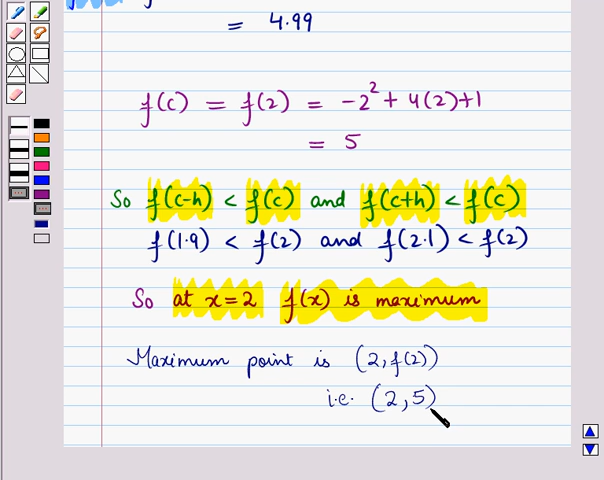 = 4.99
f(c) = f(2) = -2² + 4(2)+1
= 5
So f(c-h) < f(c) and f(c+h) < f(c)
f(1.9) < f(2) and f(2.1) < f(2)
So at x=2 f(x) is maximum
Maximum point is (2, f(2))
i.e. (2, 5)